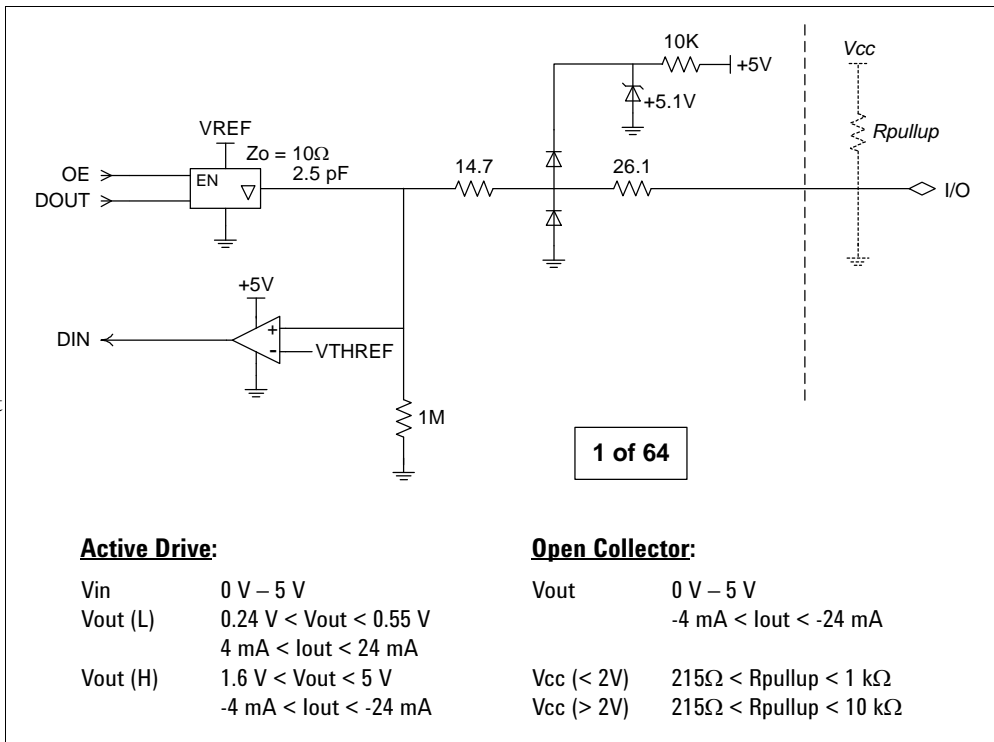 10K
+5V
Vcc
+5.1V
Rpullup
VREF
Zo = 10Ω
2.5 pF
OE
EN
14.7
26.1
DOUT
I/O
+5V
DIN
+
-
VTHREF
t
1M
1 of 64
Active Drive:
Vin 0 V – 5 V
Vout (L) 0.24 V < Vout < 0.55 V
4 mA < Iout < 24 mA
Vout (H) 1.6 V < Vout < 5 V
-4 mA < Iout < -24 mA
Open Collector:
Vout 0 V – 5 V
-4 mA < Iout < -24 mA
Vcc (< 2V) 215Ω < Rpullup < 1 kΩ
Vcc (> 2V) 215Ω < Rpullup < 10 kΩ